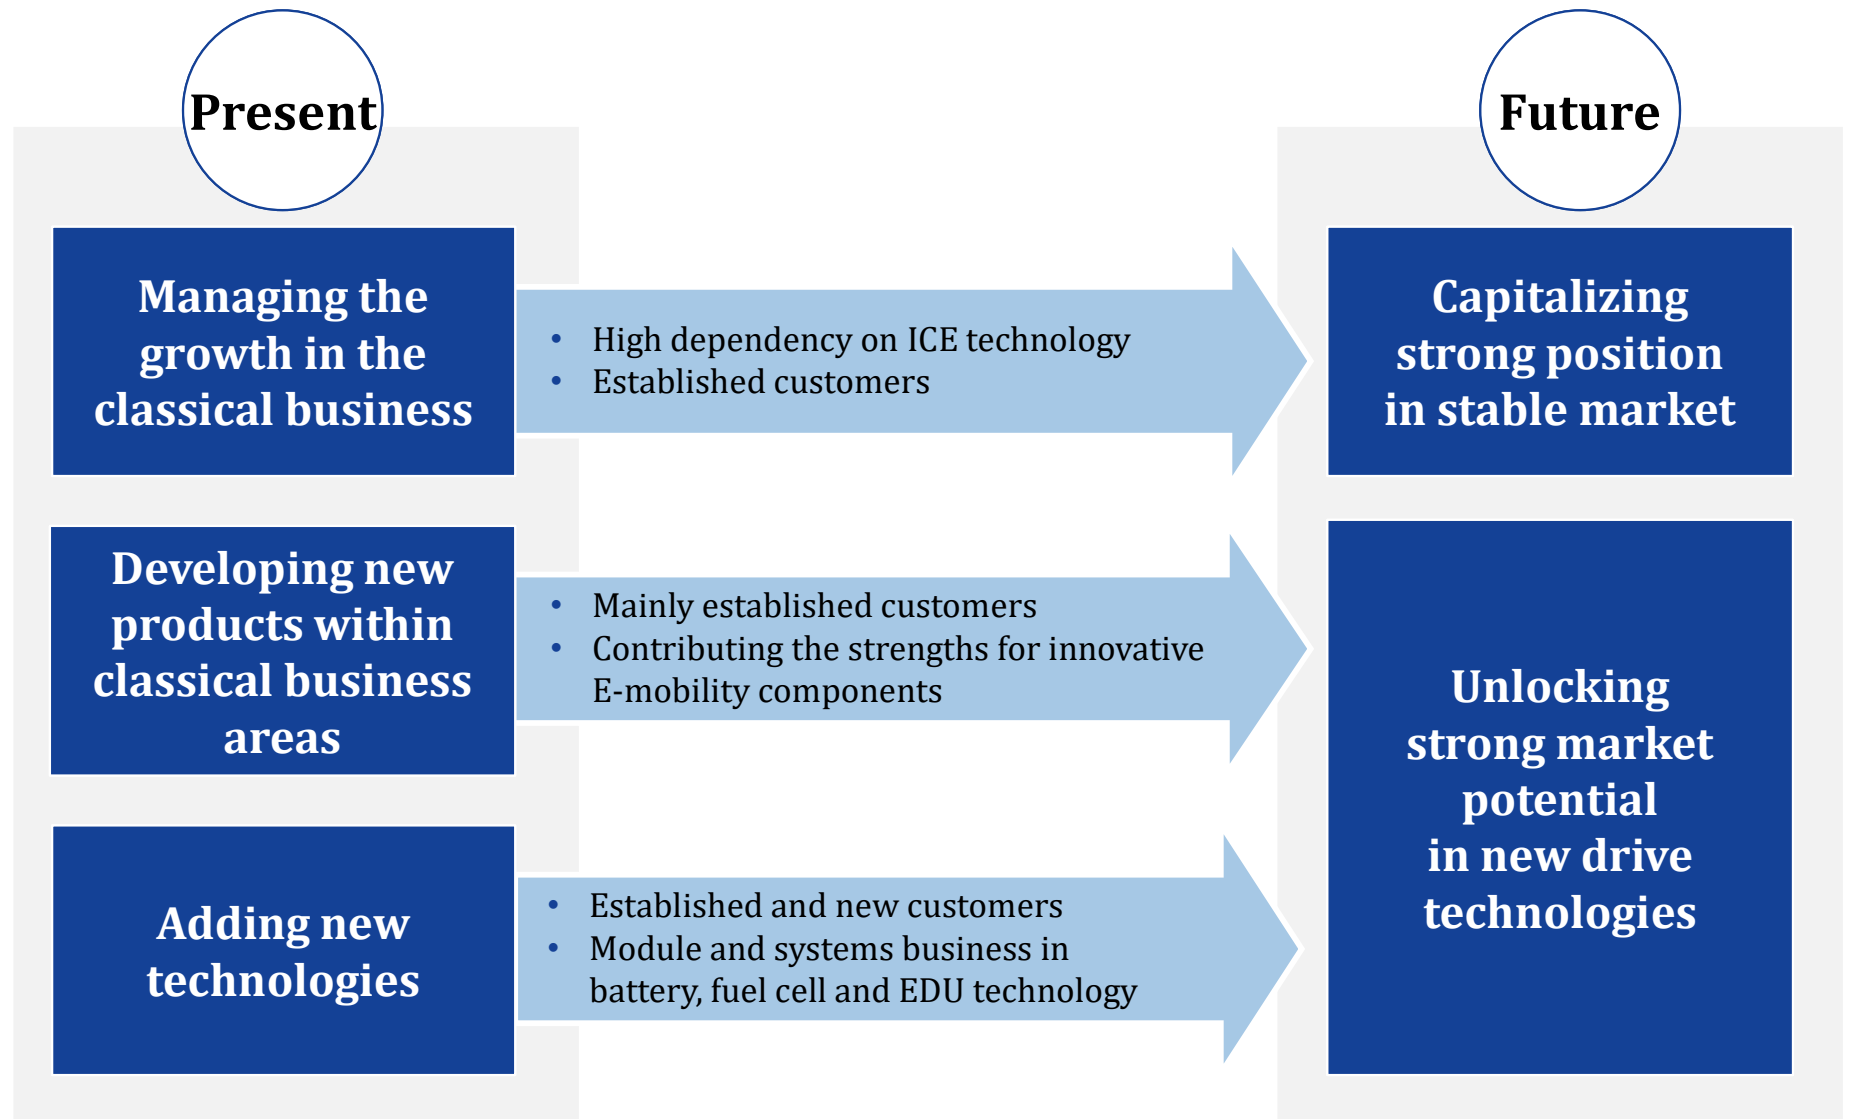 Present
Future
Managing the
growth in the
classical business
• High dependency on ICE technology
• Established customers
Capitalizing
strong position
in stable market
Developing new
products within
classical business
areas
• Mainly established customers
• Contributing the strengths for innovative
E-mobility components
Adding new
technologies
• Established and new customers
• Module and systems business in
battery, fuel cell and EDU technology
Unlocking
strong market
potential
in new drive
technologies